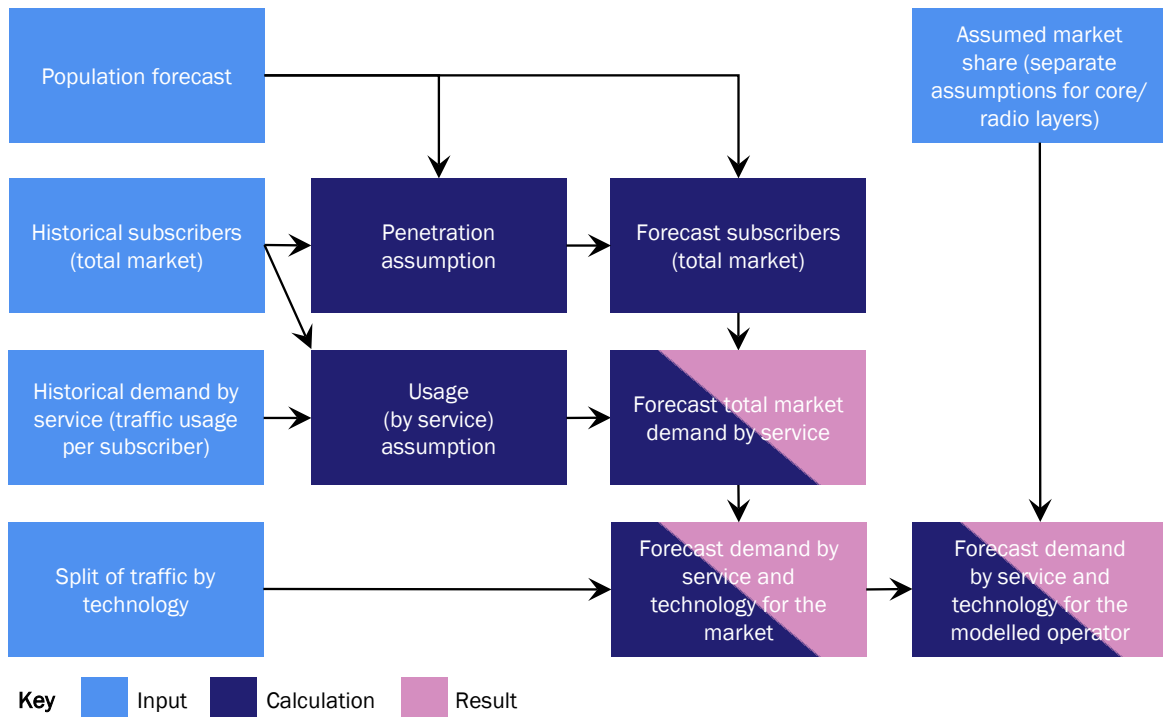 Population forecast
Assumed market
share (separate
assumptions for core/
radio layers)
Historical subscribers
(total market)
Penetration
assumption
Forecast subscribers
(total market)
Historical demand by
service (traffic usage
per subscriber)
Usage
(by service)
assumption
Forecast total market
demand by service
Split of traffic by
technology
Forecast demand by
service and
technology for the
market
Forecast demand
by service and
technology for the
modelled operator
Key
Input
Calculation
Result